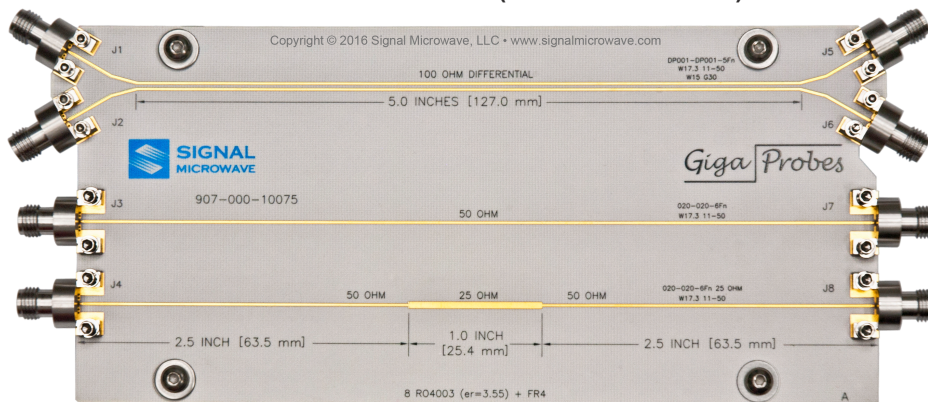 Copyright © 2016 Signal Microwave, LLC • www.signalmicrowave.com
J1
J5
DP001-DP001-5Fn
W17.3 11-50
W15 G30
100 OHM DIFFERENTIAL
5.0 INCHES [127.0 mm]
J2
J6
SIGNAL
MICROWAVE
Giga Probes
907-000-10075
J3
J7
020-020-6Fn
W17.3 11-50
50 OHM
J4
J8
020-020-6Fn 25 OHM
W17.3 11-50
50 OHM 25 OHM 50 OHM
2.5 INCH [63.5 mm]
1.0 INCH
[25.4 mm]
2.5 INCH [63.5 mm]
8 RO4003 (er=3.55) + FR4
A